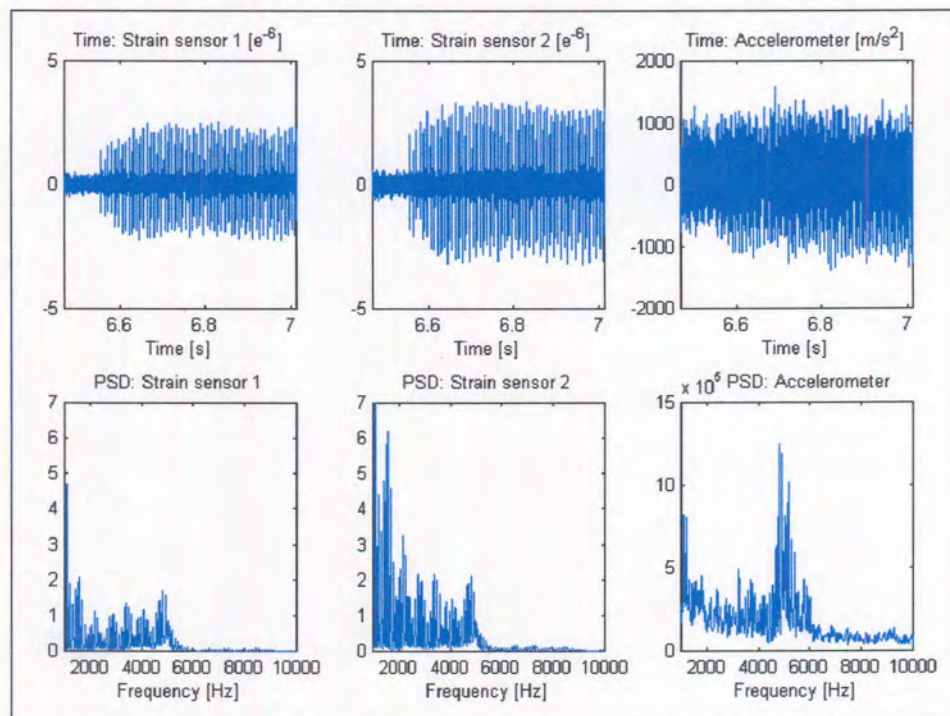 Time: Strain sensor 1 [e⁻⁶]
Time: Strain sensor 2 [e⁻⁶]
Time: Accelerometer [m/s²]
5
0
-5
6.6 6.8 7
Time [s]
5
0
-5
6.6 6.8 7
Time [s]
2000
1000
0
-1000
-2000
6.6 6.8 7
Time [s]
PSD: Strain sensor 1
PSD: Strain sensor 2
x 10⁵ PSD: Accelerometer
7
6
5
4
3
2
1
0
2000 4000 6000 8000 10000
Frequency [Hz]
7
6
5
4
3
2
1
0
2000 4000 6000 8000 10000
Frequency [Hz]
15
10
5
0
2000 4000 6000 8000 10000
Frequency [Hz]